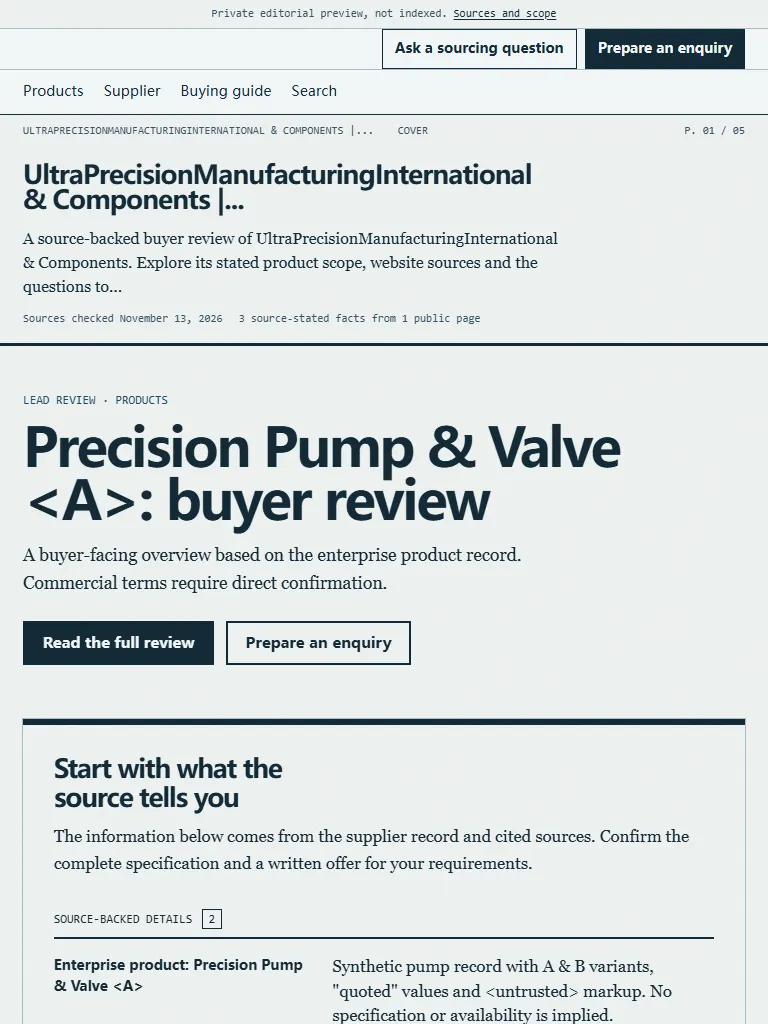 Private editorial preview, not indexed. Sources and scope
Ask a sourcing question
Prepare an enquiry
Products Supplier Buying guide Search
ULTRAPRECISIONMANUFACTURINGINTERNATIONAL & COMPONENTS |... COVER P. 01 / 05
UltraPrecisionManufacturingInternational
& Components |...
A source-backed buyer review of UltraPrecisionManufacturingInternational
& Components. Explore its stated product scope, website sources and the
questions to...
Sources checked November 13, 2026 3 source-stated facts from 1 public page
LEAD REVIEW · PRODUCTS
Precision Pump & Valve
<A>: buyer review
A buyer-facing overview based on the enterprise product record.
Commercial terms require direct confirmation.
Read the full review
Prepare an enquiry
Start with what the
source tells you
The information below comes from the supplier record and cited sources. Confirm the
complete specification and a written offer for your requirements.
SOURCE-BACKED DETAILS 2
Enterprise product: Precision Pump
& Valve <A>
Synthetic pump record with A & B variants,
"quoted" values and <untrusted> markup. No
specification or availability is implied.